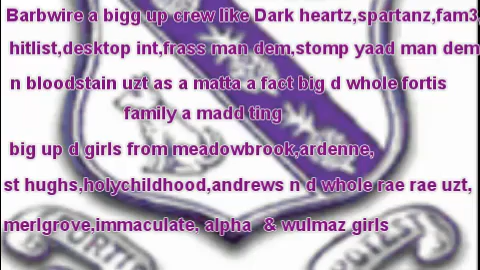 Barbwire a bigg up crew like Dark heartz,spartanz,fam3,
hitlist,desktop int,frass man dem,stomp yaad man dem
n bloodstain uzt as a matta a fact big d whole fortis
family a madd ting
big up d girls from meadowbrook,ardenne,
st hughs,holychildhood,andrews n d whole rae rae uzt,
merlgrove,immaculate, alpha & wulmaz girls
FORTIS